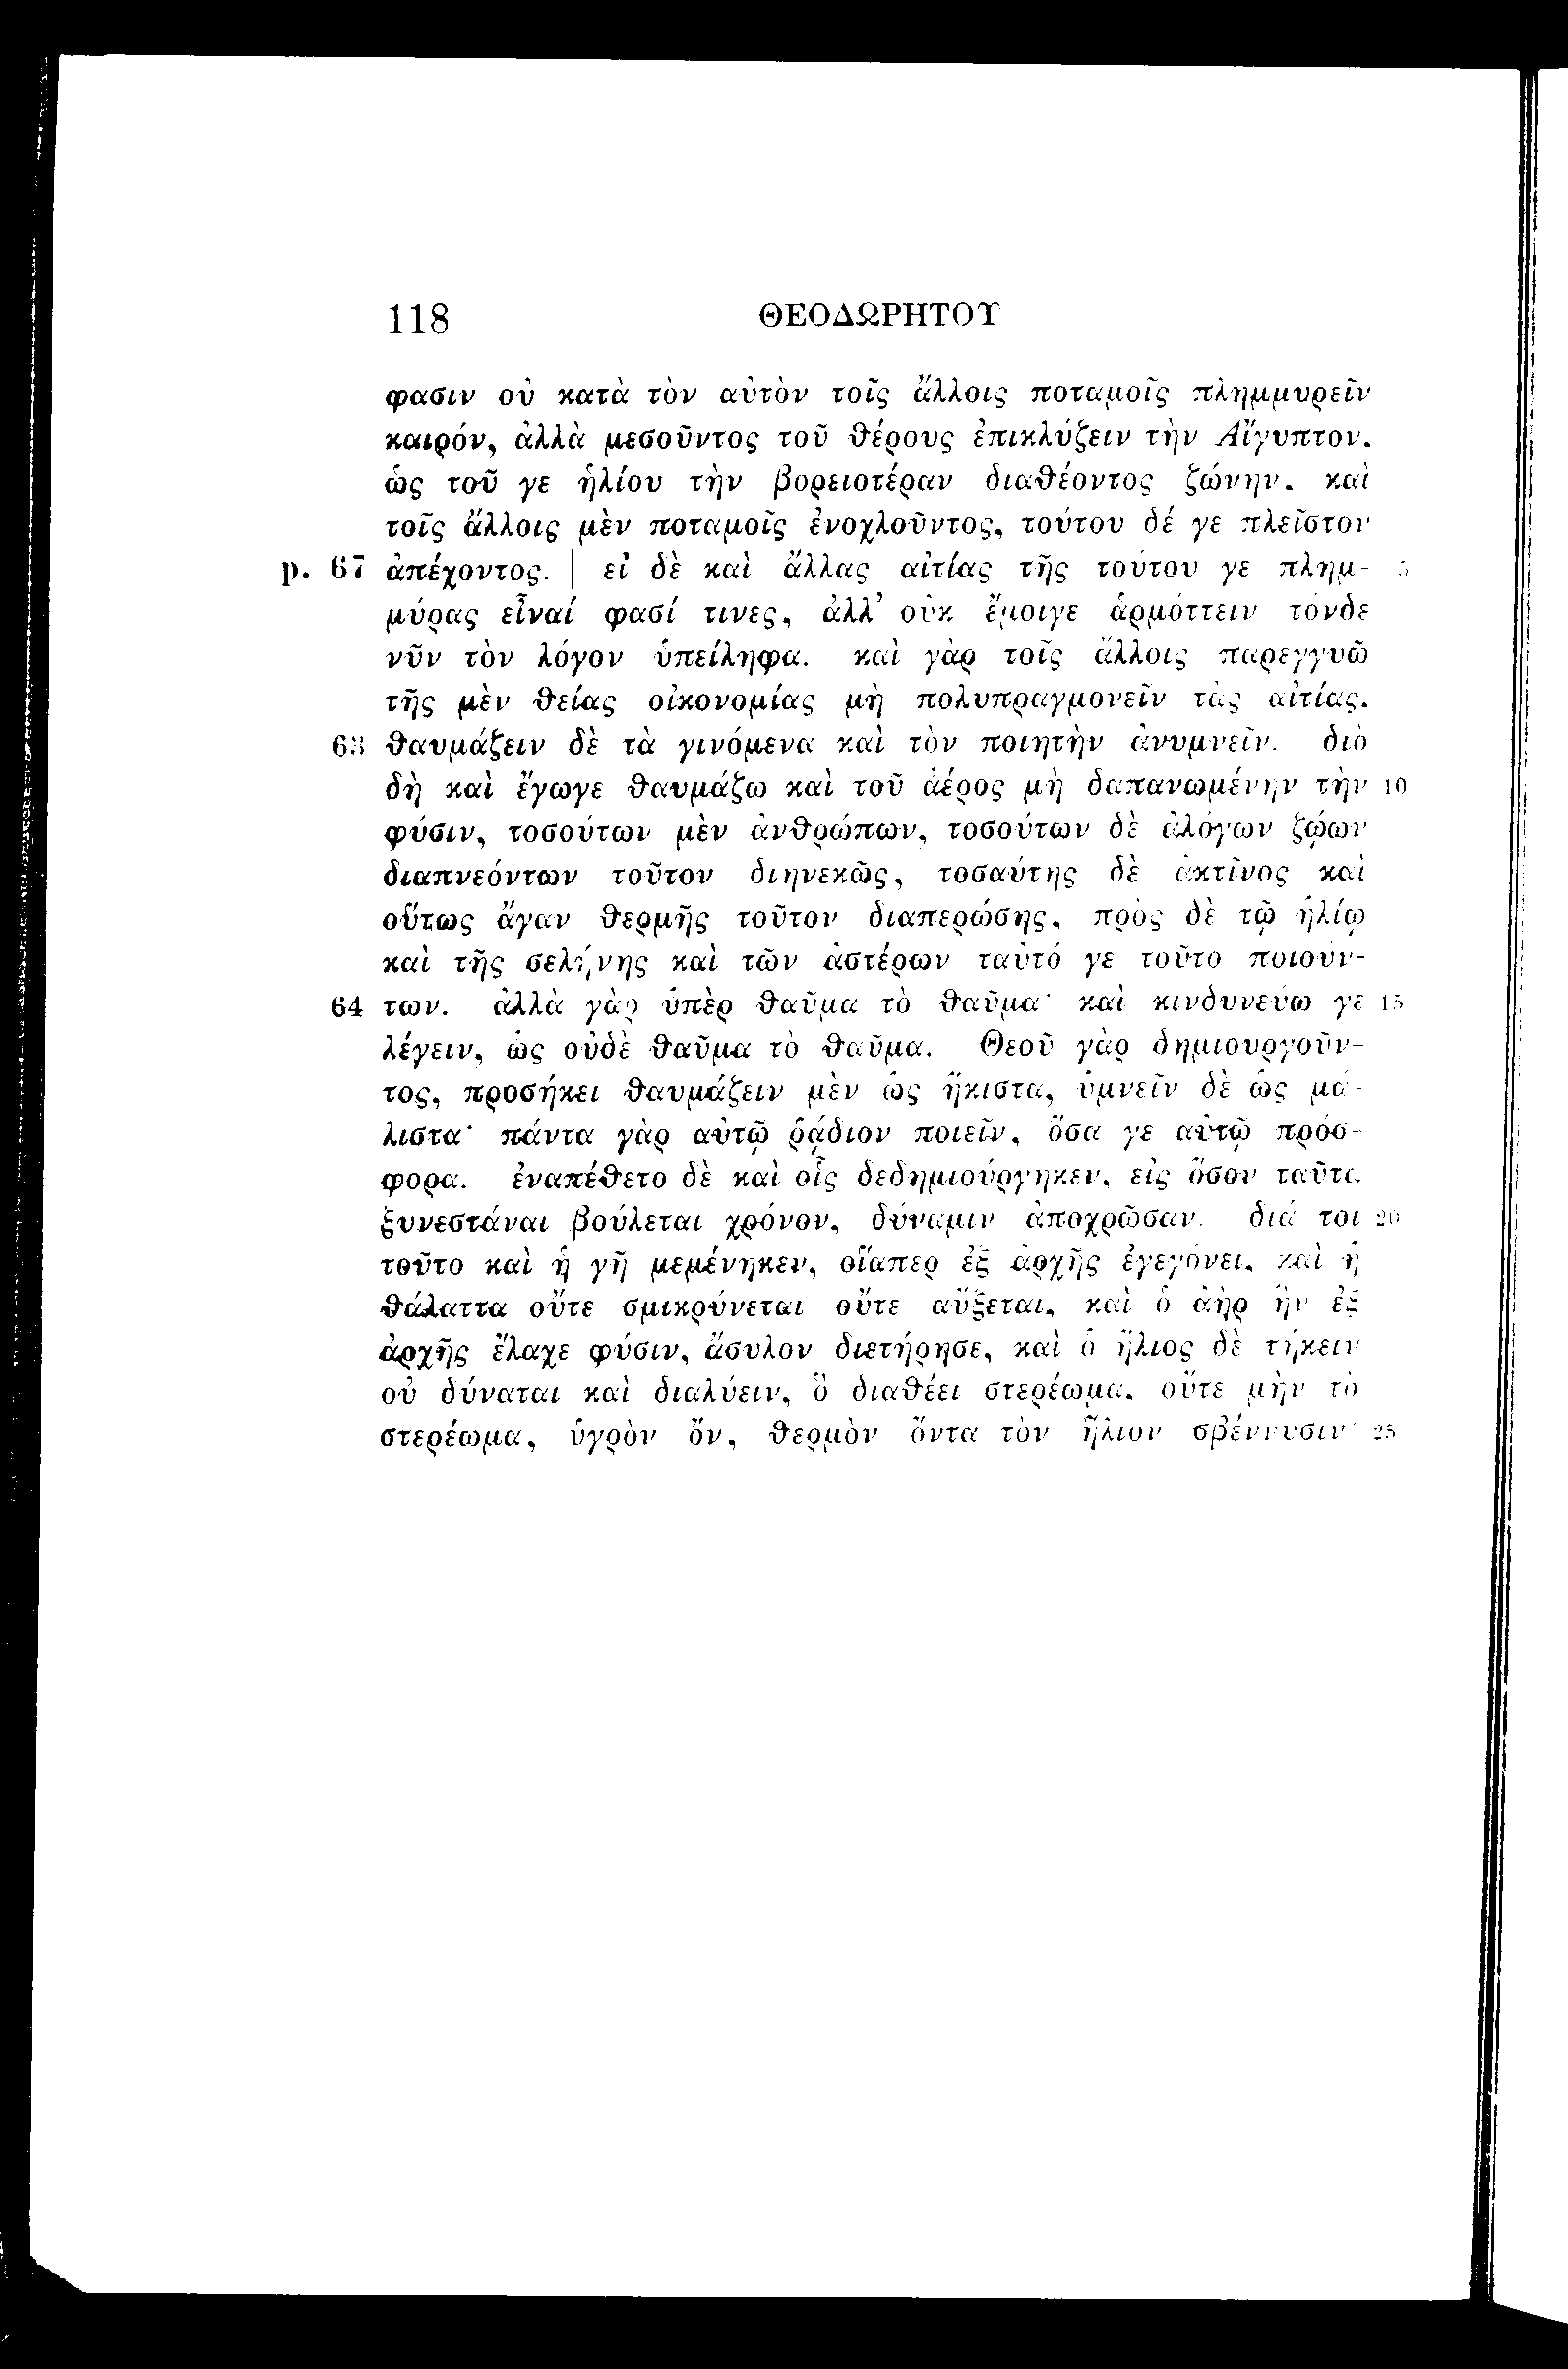 118 ΘΕΟΔΩΡΗΤΟΥ
φασιν οὐ κατὰ τὸν αὐτὸν τοῖς ἄλλοις ποταμοῖς πλημμυρεῖν
καιρόν, ἀλλὰ μεσοῦντος τοῦ θέρους ἐπικλύζειν τὴν Αἴγυπτον,
ὡς τοῦ γε ἡλίου τὴν βορειοτέραν διαθέοντος ζώνην, καὶ
τοῖς ἄλλοις μὲν ποταμοῖς ἐνοχλοῦντος, τούτου δέ γε πλεῖστον
p. 67 ἀπέχοντος. | εἰ δὲ καὶ ἄλλας αἰτίας τῆς τούτου γε πλημ- 5
μύρας εἶναί φασί τινες, ἀλλ’ οὐκ ἔμοιγε ἁρμόττειν τόνδε
νῦν τὸν λόγον ὑπείληφα. καὶ γὰρ τοῖς ἄλλοις παρεγγυῶ
τῆς μὲν θείας οἰκονομίας μὴ πολυπραγμονεῖν τὰς αἰτίας,
63 θαυμάζειν δὲ τὰ γινόμενα καὶ τὸν ποιητὴν ἀνυμνεῖν. διὸ
δὴ καὶ ἔγωγε θαυμάζω καὶ τοῦ ἀέρος μὴ δαπανωμένην τὴν 10
φύσιν, τοσούτων μὲν ἀνθρώπων, τοσούτων δὲ ἀλόγων ζῴων
διαπνεόντων τοῦτον διηνεκῶς, τοσαύτης δὲ ἀκτῖνος καὶ
οὕτως ἄγαν θερμῆς τοῦτον διαπερώσης, πρὸς δὲ τῷ ἡλίῳ
καὶ τῆς σελήνης καὶ τῶν ἀστέρων ταὐτό γε τοῦτο ποιούν-
64 των. ἀλλὰ γὰρ ὑπὲρ θαῦμα τὸ θαῦμα· καὶ κινδυνεύω γε 15
λέγειν, ὡς οὐδὲ θαῦμα τὸ θαῦμα. Θεοῦ γὰρ δημιουργοῦν-
τος, προσήκει θαυμάζειν μὲν ὡς ἥκιστα, ὑμνεῖν δὲ ὡς μά-
λιστα· πάντα γὰρ αὐτῷ ῥᾴδιον ποιεῖν, ὅσα γε αὐτῷ πρόσ-
φορα. ἐναπέθετο δὲ καὶ οἷς δεδημιούργηκεν, εἰς ὅσον ταῦτα
ξυνεστάναι βούλεται χρόνον, δύναμιν ἀποχρῶσαν. διά τοι 20
τοῦτο καὶ ἡ γῆ μεμένηκεν, οἵαπερ ἐξ ἀρχῆς ἐγεγόνει, καὶ ἡ
θάλαττα οὔτε σμικρύνεται οὔτε αὔξεται, καὶ ὁ ἀὴρ ἣν ἐξ
ἀρχῆς ἔλαχε φύσιν, ἄσυλον διετήρησε, καὶ ὁ ἥλιος δὲ τήκειν
οὐ δύναται καὶ διαλύειν, ὃ διαθέει στερέωμα, οὔτε μὴν τὸ
στερέωμα, ὑγρὸν ὄν, θερμὸν ὄντα τὸν ἥλιον σβέννυσιν· 25